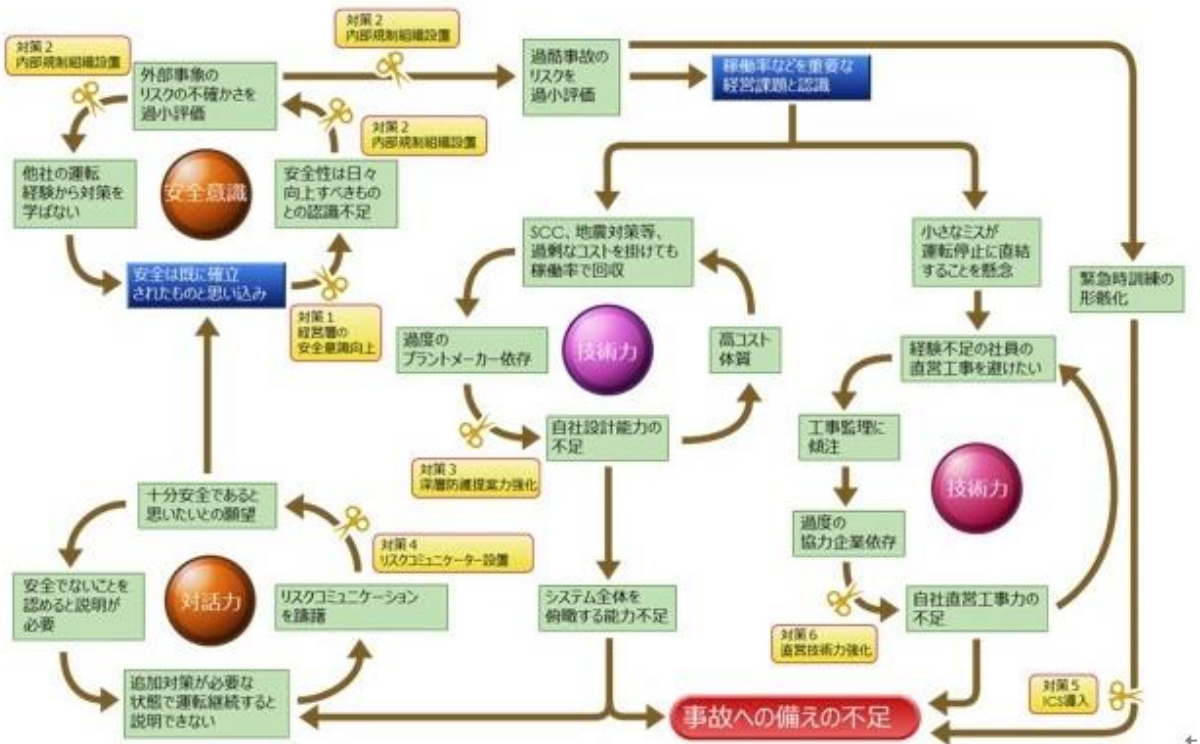 対策2
内部規制組織設置
対策2
内部規制組織設置
外部事象の
リスクの不確かさを
過小評価
過酷事故の
リスクを
過小評価
稼働率などを重要な
経営課題と認識
対策2
内部規制組織設置
他社の運転
経験から対策を
学ばない
安全意識
安全性は日々
向上すべきもの
との認識不足
安全は既に確立
されたものと思い込み
対策1
経営層の
安全意識向上
SCC、地震対策等、
過剰なコストを掛けても
稼働率で回収
小さなミスが
運転停止に直結
することを懸念
緊急時訓練の
形骸化
過度の
プラントメーカー依存
技術力
高コスト
体質
経験不足の社員の
直営工事を避けたい
自社設計能力の
不足
対策3
深層防護提案力強化
工事監理に
傾注
技術力
過度の
協力企業依存
十分安全であると
思いたいとの願望
対策4
リスクコミュニケーター設置
安全でないことを
認めると説明が
必要
対話力
リスクコミュニケーション
を躊躇
システム全体を
俯瞰する能力不足
自社直営工事力の
不足
対策6
直営技術力強化
追加対策が必要な
状態で運転継続すると
説明できない
事故への備えの不足
対策5
ICS導入